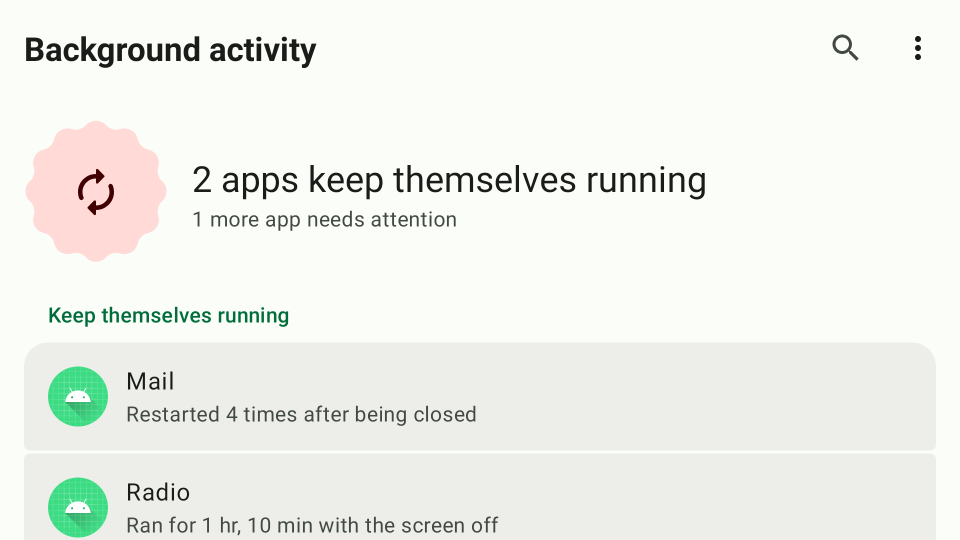 Background activity
2 apps keep themselves running
1 more app needs attention
Keep themselves running
Mail
Restarted 4 times after being closed
Radio
Ran for 1 hr, 10 min with the screen off